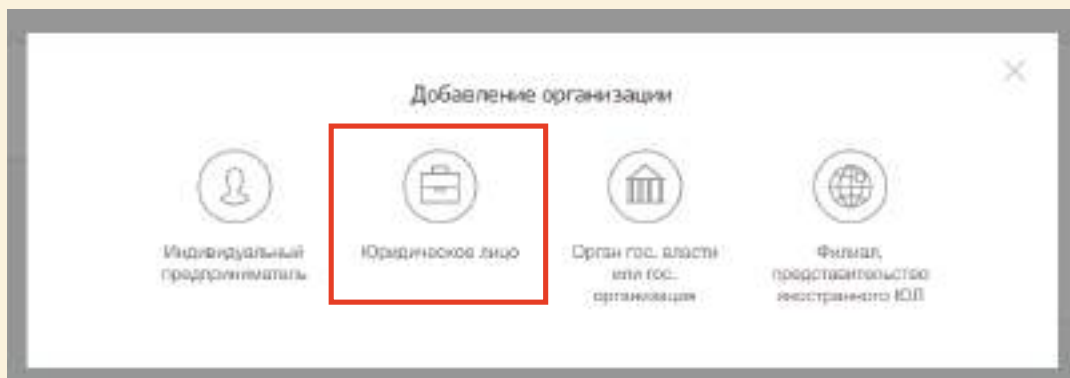 Добавление организации
Индивидуальный
предприниматель
Юридическое лицо
Орган гос. власти
или гос.
организация
Филиал,
представительство
иностранного ЮЛ